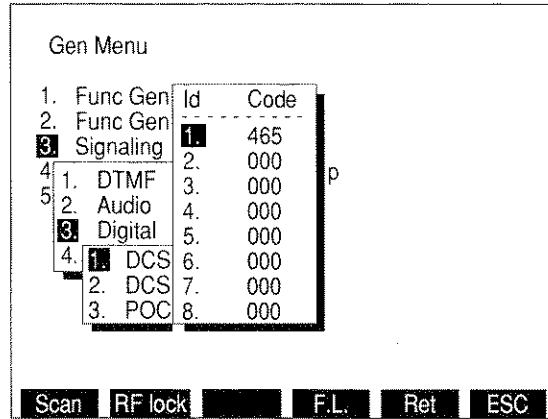 Gen Menu
1. Func Gen
2. Func Gen
3. Signaling
4
5
p
1. DTMF
2. Audio
3. Digital
4.
1. DCS
2. DCS
3. POC
Id Code
1. 465
2. 000
3. 000
4. 000
5. 000
6. 000
7. 000
8. 000
Scan RF lock F.L. Ret ESC